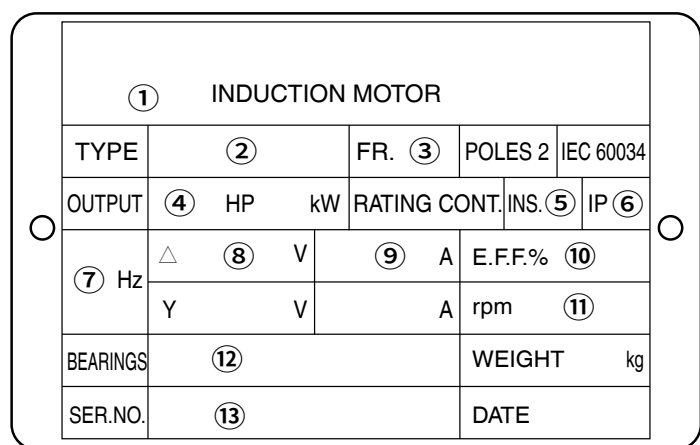 ① INDUCTION MOTOR
TYPE ② FR. ③ POLES 2 IEC 60034
OUTPUT ④ HP kW RATING CONT. INS. ⑤ IP ⑥
⑦ Hz △ ⑧ V ⑨ A E.F.F.% ⑩
Y V A rpm ⑪
BEARINGS ⑫ WEIGHT kg
SER.NO. ⑬ DATE